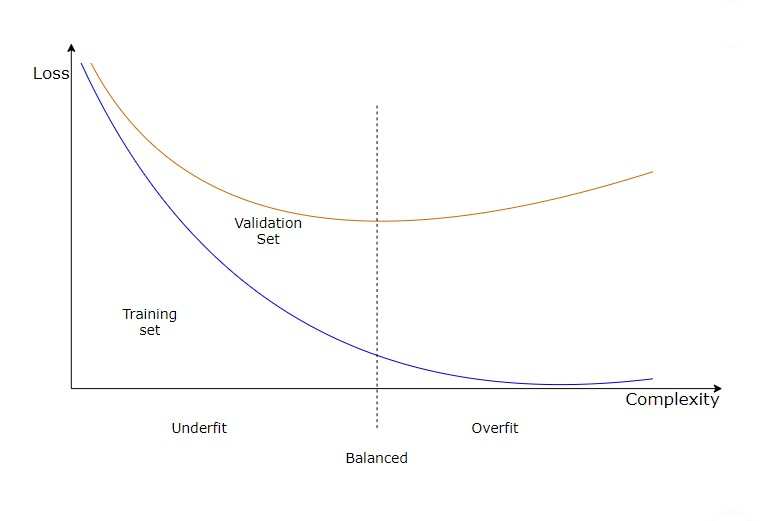 Loss
Validation
Set
Training
set
Complexity
Underfit
Overfit
Balanced